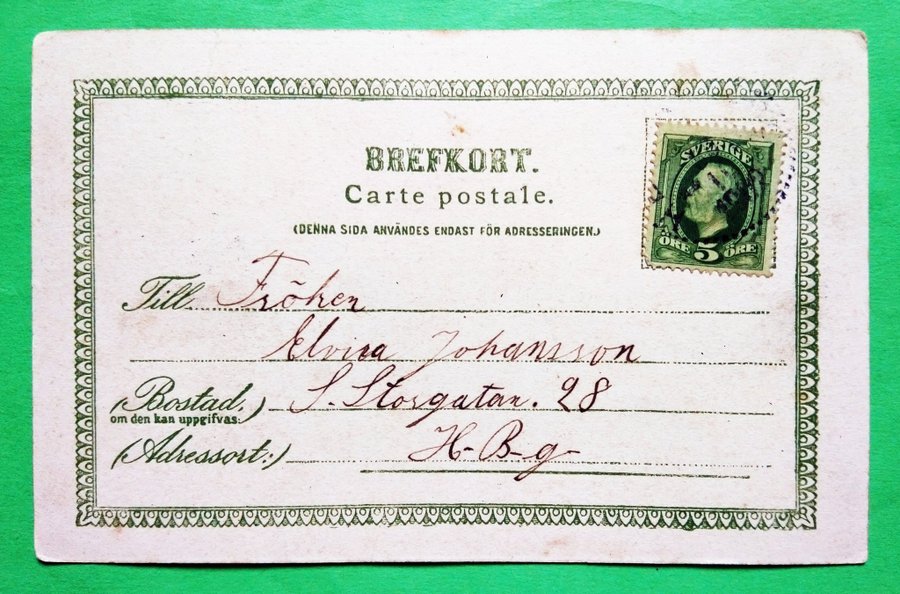 BREFKORT.
Carte postale.
(DENNA SIDA ANVÄNDES ENDAST FÖR ADRESSERINGEN.)
SVERIGE
ÖRE 5 ÖRE
Till Fröken
Elvira Johansson
(Bostad.) S. Storgatan. 28
om den kan uppgifvas.
(Adressort:) H-B-g